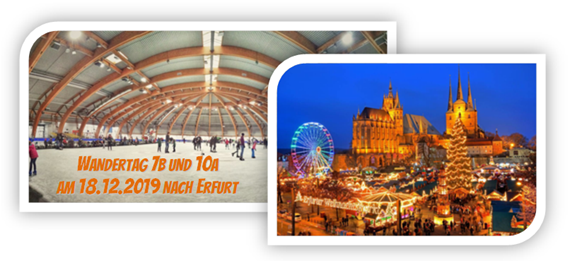 Wandertag 7b und 10a
am 18.12.2019 nach Erfurt